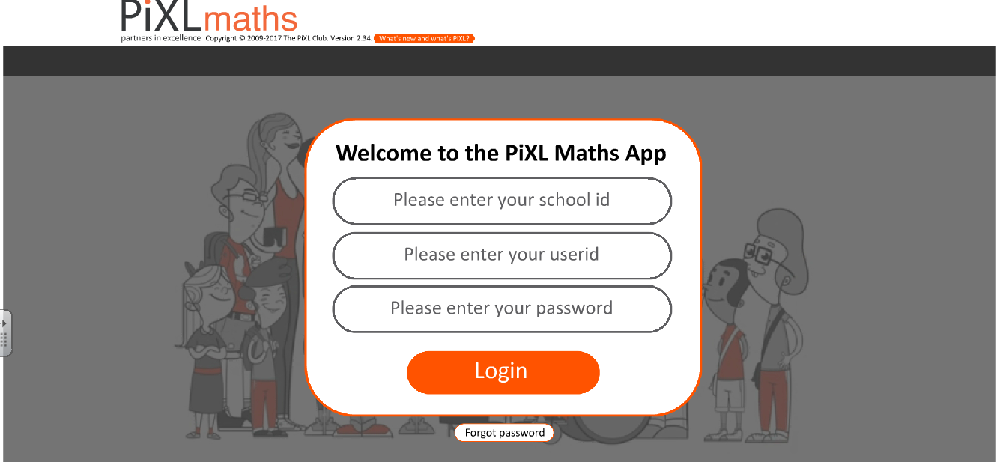 PiXLmaths
partners in excellence Copyright © 2009-2017 The PiXL Club. Version 2.34. What's new and what's PiXL?
Welcome to the PiXL Maths App
Please enter your school id
Please enter your userid
Please enter your password
Login
Forgot password